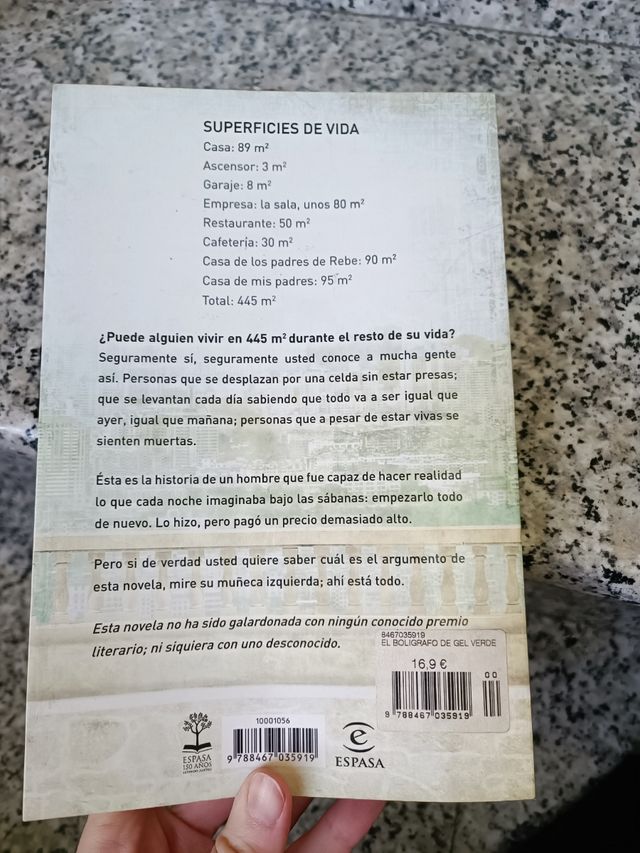 SUPERFICIES DE VIDA
Casa: 89 m²
Ascensor: 3 m²
Garaje: 8 m²
Empresa: la sala, unos 80 m²
Restaurante: 50 m²
Cafetería: 30 m²
Casa de los padres de Rebe: 90 m²
Casa de mis padres: 95 m²
Total: 445 m²
¿Puede alguien vivir en 445 m² durante el resto de su vida?
Seguramente sí, seguramente usted conoce a mucha gente
así. Personas que se desplazan por una celda sin estar presas;
que se levantan cada día sabiendo que todo va a ser igual que
ayer, igual que mañana; personas que a pesar de estar vivas se
sienten muertas.
Ésta es la historia de un hombre que fue capaz de hacer realidad
lo que cada noche imaginaba bajo las sábanas: empezarlo todo
de nuevo. Lo hizo, pero pagó un precio demasiado alto.
Pero si de verdad usted quiere saber cuál es el argumento de
esta novela, mire su muñeca izquierda; ahí está todo.
Esta novela no ha sido galardonada con ningún conocido premio
literario; ni siquiera con uno desconocido.
8467035919
EL BOLIGRAFO DE GEL VERDE
16,9 €
00
9 788467 035919
10001056
9 788467 035919
ESPASA
150 AÑOS
ESPASA